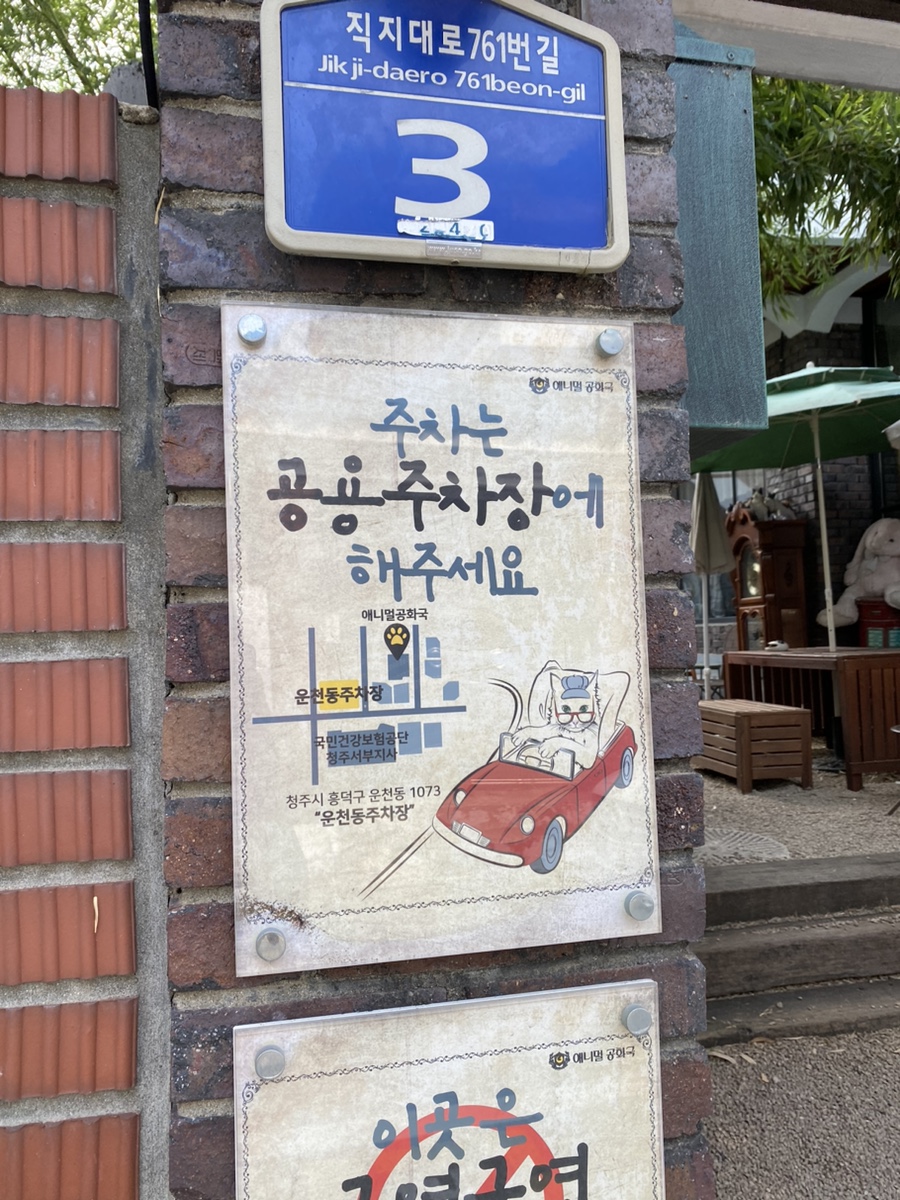 직지대로761번길
Jikji-daero 761beon-gil
3
애니멀 공화국
주차는
공용주차장에
해주세요
애니멀공화국
운천동주차장
국민건강보험공단
청주서부지사
청주시 흥덕구 운천동 1073
“운천동주차장”
애니멀 공화국
이곳은